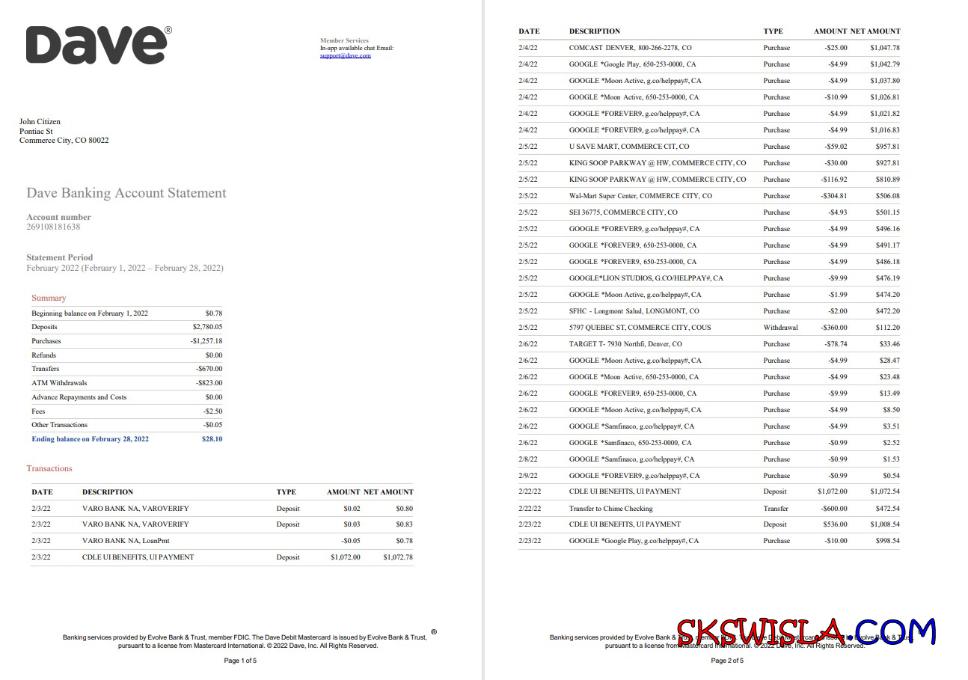 Dave®
Member Services
In-app available chat Email:
support@dave.com
John Citizen
Pontiac St
Commerce City, CO 80022
Dave Banking Account Statement
Account number
269108181638
Statement Period
February 2022 (February 1, 2022 – February 28, 2022)
Summary
Beginning balance on February 1, 2022 $0.78
Deposits $2,780.05
Purchases -$1,257.18
Refunds $0.00
Transfers -$670.00
ATM Withdrawals -$823.00
Advance Repayments and Costs $0.00
Fees -$2.50
Other Transactions -$0.05
Ending balance on February 28, 2022 $28.10
Transactions
DATE DESCRIPTION TYPE AMOUNT NET AMOUNT
2/3/22 VARO BANK NA, VAROVERIFY Deposit $0.02 $0.80
2/3/22 VARO BANK NA, VAROVERIFY Deposit $0.03 $0.83
2/3/22 VARO BANK NA, LoanPmt -$0.05 $0.78
2/3/22 CDLE UI BENEFITS, UI PAYMENT Deposit $1,072.00 $1,072.78
Banking services provided by Evolve Bank & Trust, member FDIC. The Dave Debit Mastercard is issued by Evolve Bank & Trust, ®
pursuant to a license from Mastercard International. © 2022 Dave, Inc. All Rights Reserved.
Page 1 of 5
DATE DESCRIPTION TYPE AMOUNT NET AMOUNT
2/4/22 COMCAST DENVER, 800-266-2278, CO Purchase -$25.00 $1,047.78
2/4/22 GOOGLE *Google Play, 650-253-0000, CA Purchase -$4.99 $1,042.79
2/4/22 GOOGLE *Moon Active, g.co/helppay#, CA Purchase -$4.99 $1,037.80
2/4/22 GOOGLE *Moon Active, 650-253-0000, CA Purchase -$10.99 $1,026.81
2/4/22 GOOGLE *FOREVER9, g.co/helppay#, CA Purchase -$4.99 $1,021.82
2/4/22 GOOGLE *FOREVER9, g.co/helppay#, CA Purchase -$4.99 $1,016.83
2/5/22 U SAVE MART, COMMERCE CIT, CO Purchase -$59.02 $957.81
2/5/22 KING SOOP PARKWAY @ HW, COMMERCE CITY, CO Purchase -$30.00 $927.81
2/5/22 KING SOOP PARKWAY @ HW, COMMERCE CITY, CO Purchase -$116.92 $810.89
2/5/22 Wal-Mart Super Center, COMMERCE CITY, CO Purchase -$304.81 $506.08
2/5/22 SEI 36775, COMMERCE CITY, CO Purchase -$4.93 $501.15
2/5/22 GOOGLE *FOREVER9, g.co/helppay#, CA Purchase -$4.99 $496.16
2/5/22 GOOGLE *FOREVER9, 650-253-0000, CA Purchase -$4.99 $491.17
2/5/22 GOOGLE *FOREVER9, 650-253-0000, CA Purchase -$4.99 $486.18
2/5/22 GOOGLE*LION STUDIOS, G.CO/HELPPAY#, CA Purchase -$9.99 $476.19
2/5/22 GOOGLE *Moon Active, g.co/helppay#, CA Purchase -$1.99 $474.20
2/5/22 SFHC - Longmont Salud, LONGMONT, CO Purchase -$2.00 $472.20
2/5/22 5797 QUEBEC ST, COMMERCE CITY, COUS Withdrawal -$360.00 $112.20
2/6/22 TARGET T- 7930 Northfi, Denver, CO Purchase -$78.74 $33.46
2/6/22 GOOGLE *Moon Active, g.co/helppay#, CA Purchase -$4.99 $28.47
2/6/22 GOOGLE *Moon Active, 650-253-0000, CA Purchase -$4.99 $23.48
2/6/22 GOOGLE *FOREVER9, 650-253-0000, CA Purchase -$9.99 $13.49
2/6/22 GOOGLE *Moon Active, g.co/helppay#, CA Purchase -$4.99 $8.50
2/6/22 GOOGLE *Samfinaco, g.co/helppay#, CA Purchase -$4.99 $3.51
2/6/22 GOOGLE *Samfinaco, 650-253-0000, CA Purchase -$0.99 $2.52
2/8/22 GOOGLE *Samfinaco, g.co/helppay#, CA Purchase -$0.99 $1.53
2/9/22 GOOGLE *FOREVER9, g.co/helppay#, CA Purchase -$0.99 $0.54
2/22/22 CDLE UI BENEFITS, UI PAYMENT Deposit $1,072.00 $1,072.54
2/22/22 Transfer to Chime Checking Transfer -$600.00 $472.54
2/23/22 CDLE UI BENEFITS, UI PAYMENT Deposit $536.00 $1,008.54
2/23/22 GOOGLE *Google Play, g.co/helppay#, CA Purchase -$10.00 $998.54
SKSWISLA.COM
Banking services provided by Evolve Bank & Trust, member FDIC. The Dave Debit Mastercard is issued by Evolve Bank & Trust,
pursuant to a license from Mastercard International. © 2022 Dave, Inc. All Rights Reserved.
Page 2 of 5